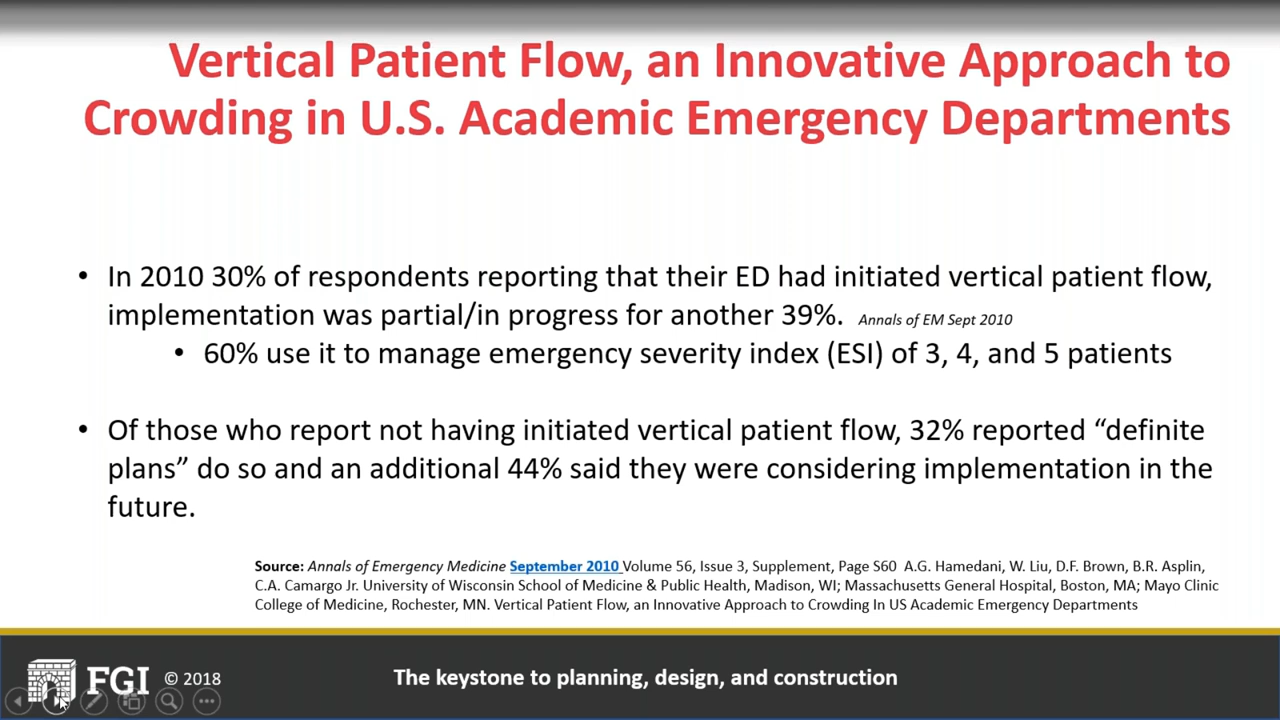 Vertical Patient Flow, an Innovative Approach to
Crowding in U.S. Academic Emergency Departments
• In 2010 30% of respondents reporting that their ED had initiated vertical patient flow,
implementation was partial/in progress for another 39%. Annals of EM Sept 2010
• 60% use it to manage emergency severity index (ESI) of 3, 4, and 5 patients
• Of those who report not having initiated vertical patient flow, 32% reported “definite
plans” do so and an additional 44% said they were considering implementation in the
future.
Source: Annals of Emergency Medicine September 2010 Volume 56, Issue 3, Supplement, Page S60 A.G. Hamedani, W. Liu, D.F. Brown, B.R. Asplin,
C.A. Camargo Jr. University of Wisconsin School of Medicine & Public Health, Madison, WI; Massachusetts General Hospital, Boston, MA; Mayo Clinic
College of Medicine, Rochester, MN. Vertical Patient Flow, an Innovative Approach to Crowding In US Academic Emergency Departments
FGI © 2018
The keystone to planning, design, and construction